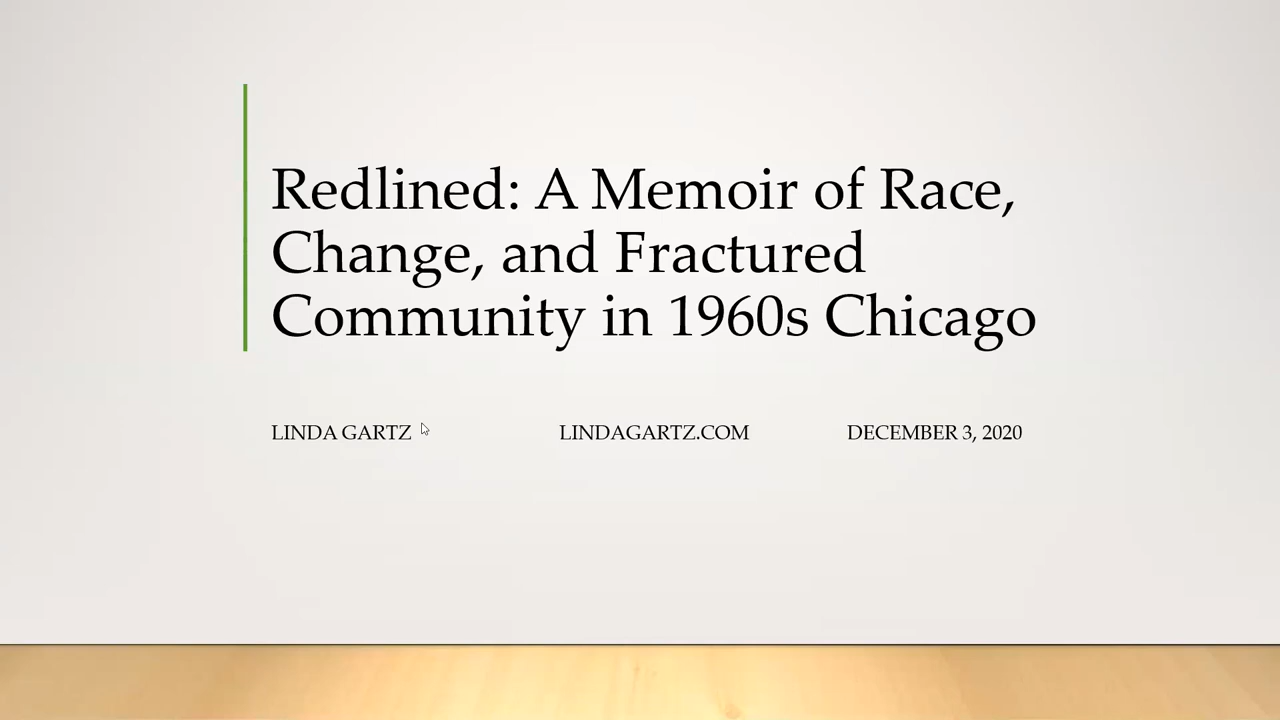 Redlined: A Memoir of Race,
Change, and Fractured
Community in 1960s Chicago
LINDA GARTZ LINDAGARTZ.COM DECEMBER 3, 2020